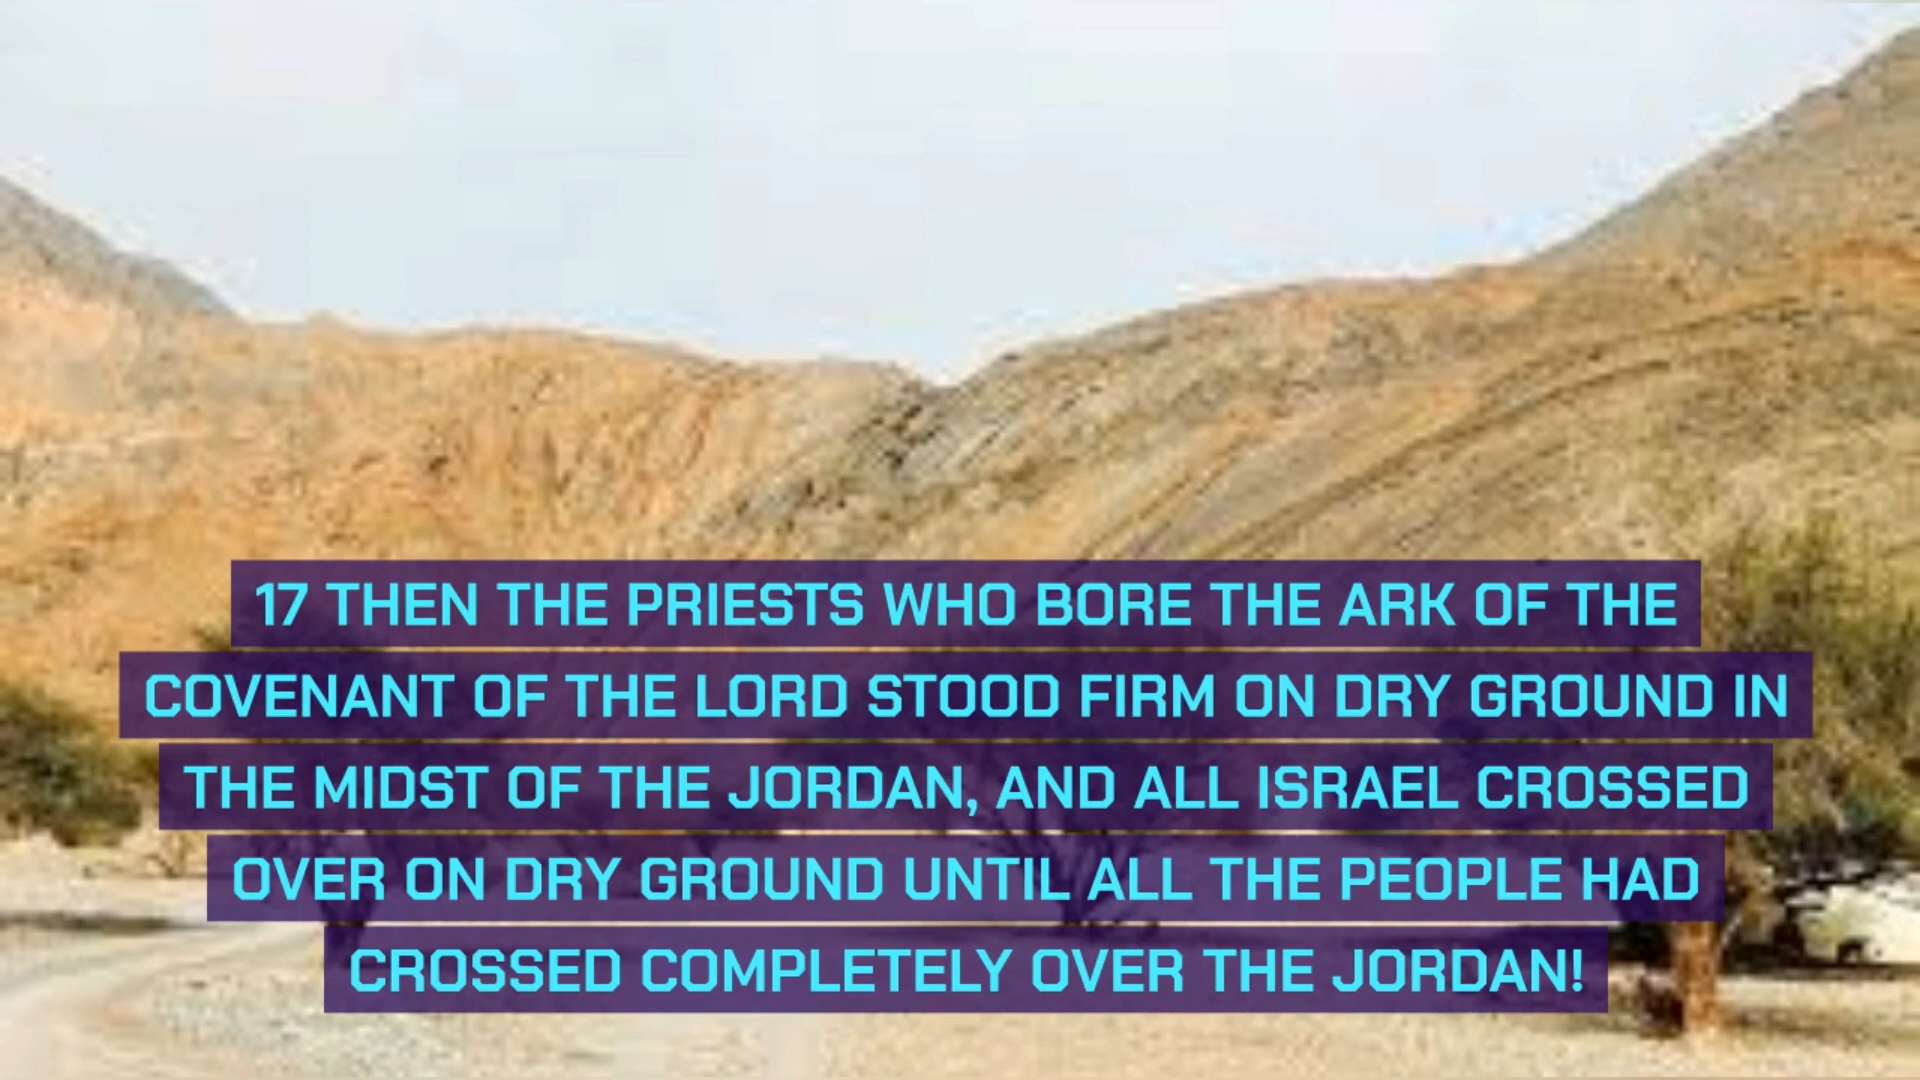 17 THEN THE PRIESTS WHO BORE THE ARK OF THE
COVENANT OF THE LORD STOOD FIRM ON DRY GROUND IN
THE MIDST OF THE JORDAN, AND ALL ISRAEL CROSSED
OVER ON DRY GROUND UNTIL ALL THE PEOPLE HAD
CROSSED COMPLETELY OVER THE JORDAN!